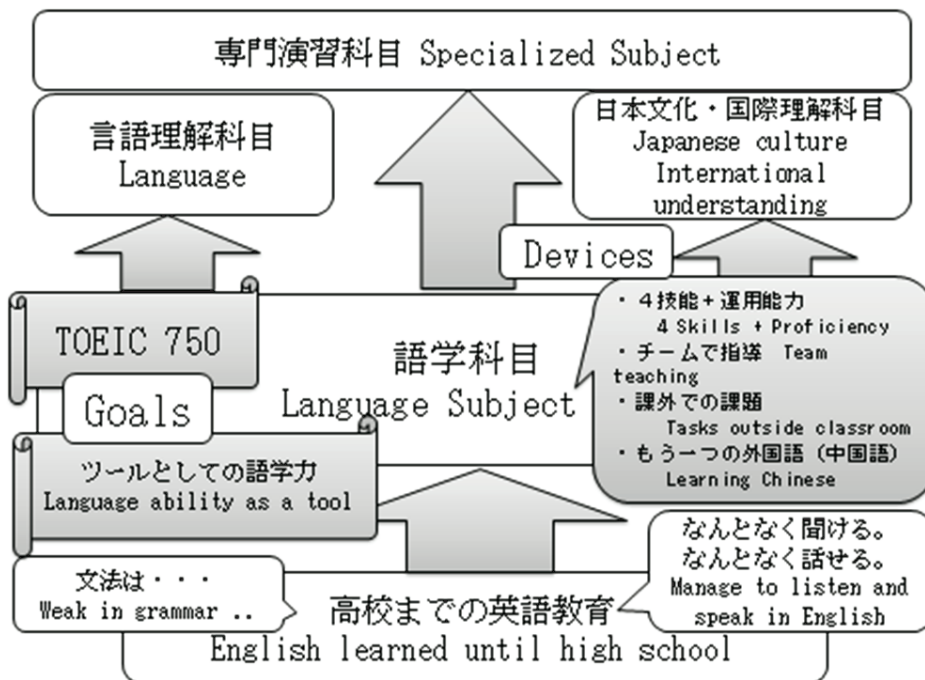 専門演習科目 Specialized Subject
言語理解科目
Language
日本文化・国際理解科目
Japanese culture
International
understanding
Devices
TOEIC 750
Goals
ツールとしての語学力
Language ability as a tool
語学科目
Language Subject
・４技能＋運用能力
4 Skills + Proficiency
・チームで指導 Team
teaching
・課外での課題
Tasks outside classroom
・もう一つの外国語（中国語）
Learning Chinese
文法は・・・
Weak in grammar ..
なんとなく聞ける。
なんとなく話せる。
Manage to listen and
speak in English
高校までの英語教育
English learned until high school